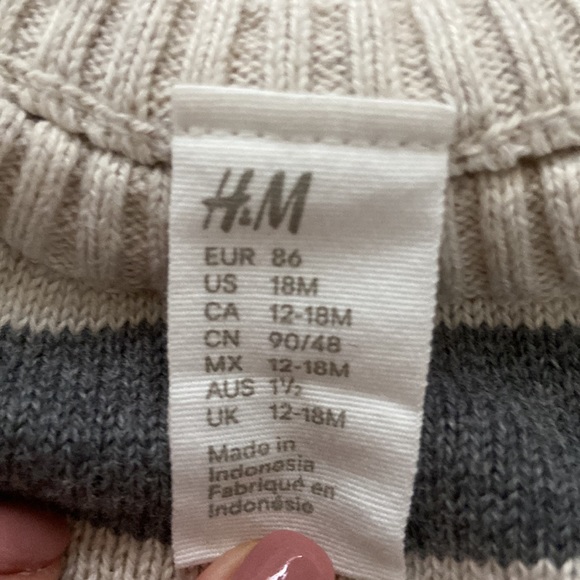 H&M
EUR 86
US 18M
CA 12-18M
CN 90/48
MX 12-18M
AUS 1½
UK 12-18M
Made in
Indonesia
Fabriqué en
Indonésie